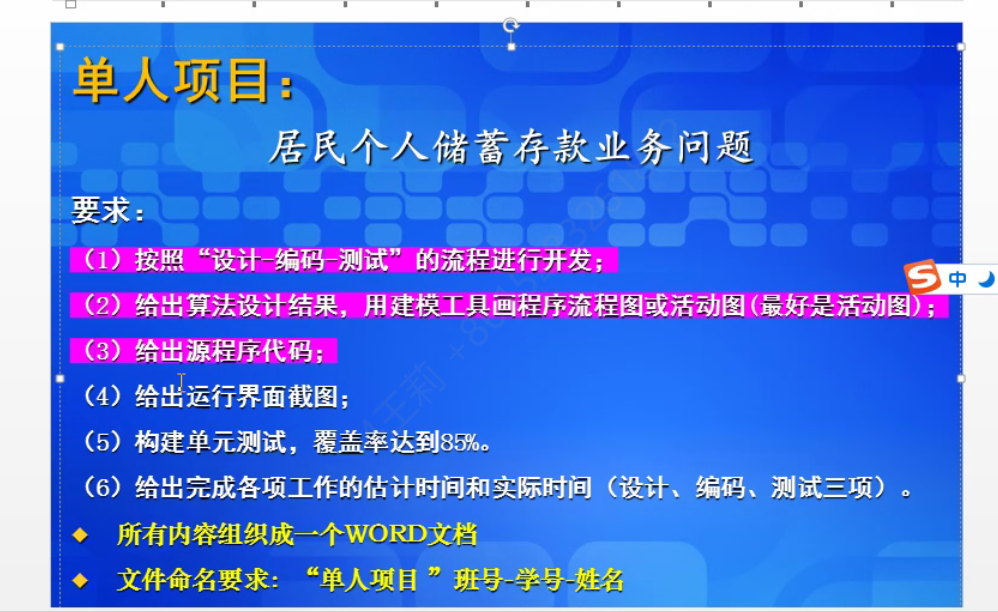 单人项目：
居民个人储蓄存款业务问题
要求：
（1）按照“设计-编码-测试”的流程进行开发；
（2）给出算法设计结果，用建模工具画程序流程图或活动图(最好是活动图)；
（3）给出源程序代码；
（4）给出运行界面截图；
（5）构建单元测试，覆盖率达到85%。
（6）给出完成各项工作的估计时间和实际时间（设计、编码、测试三项）。
◆ 所有内容组织成一个WORD文档
◆ 文件命名要求：“单人项目 ”班号-学号-姓名
S 中